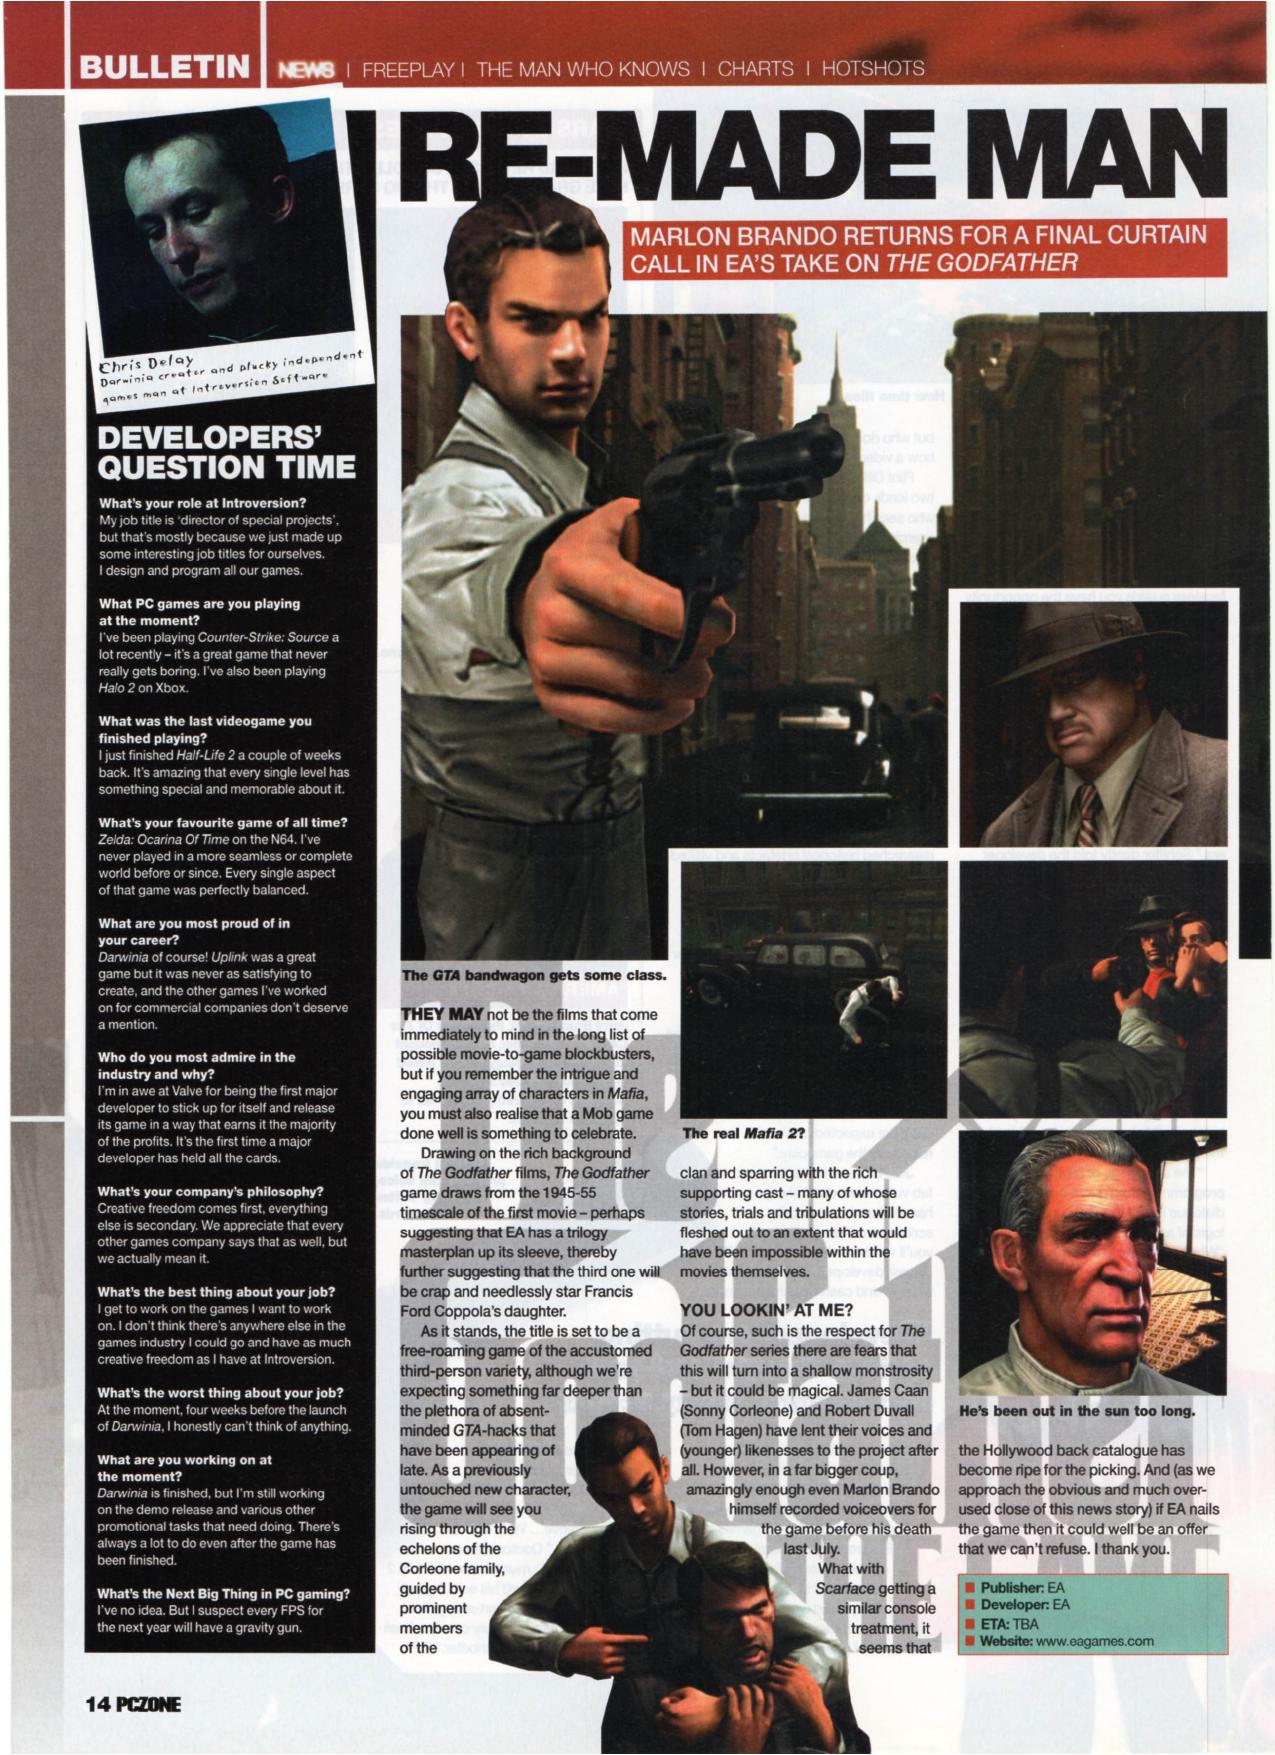 BULLETIN
NEWS | FREEPLAY | THE MAN WHO KNOWS | CHARTS | HOTSHOTS
Chris Delay
Darwinia creator and plucky independent
games man at Introversion Software
DEVELOPERS'
QUESTION TIME
What's your role at Introversion?
My job title is 'director of special projects',
but that's mostly because we just made up
some interesting job titles for ourselves.
I design and program all our games.
What PC games are you playing
at the moment?
I've been playing Counter-Strike: Source a
lot recently – it's a great game that never
really gets boring. I've also been playing
Halo 2 on Xbox.
What was the last videogame you
finished playing?
I just finished Half-Life 2 a couple of weeks
back. It's amazing that every single level has
something special and memorable about it.
What's your favourite game of all time?
Zelda: Ocarina Of Time on the N64. I've
never played in a more seamless or complete
world before or since. Every single aspect
of that game was perfectly balanced.
What are you most proud of in
your career?
Darwinia of course! Uplink was a great
game but it was never as satisfying to
create, and the other games I've worked
on for commercial companies don't deserve
a mention.
Who do you most admire in the
industry and why?
I'm in awe at Valve for being the first major
developer to stick up for itself and release
its game in a way that earns it the majority
of the profits. It's the first time a major
developer has held all the cards.
What's your company's philosophy?
Creative freedom comes first, everything
else is secondary. We appreciate that every
other games company says that as well, but
we actually mean it.
What's the best thing about your job?
I get to work on the games I want to work
on. I don't think there's anywhere else in the
games industry I could go and have as much
creative freedom as I have at Introversion.
What's the worst thing about your job?
At the moment, four weeks before the launch
of Darwinia, I honestly can't think of anything.
What are you working on at
the moment?
Darwinia is finished, but I'm still working
on the demo release and various other
promotional tasks that need doing. There's
always a lot to do even after the game has
been finished.
What's the Next Big Thing in PC gaming?
I've no idea. But I suspect every FPS for
the next year will have a gravity gun.
RE-MADE MAN
MARLON BRANDO RETURNS FOR A FINAL CURTAIN
CALL IN EA'S TAKE ON THE GODFATHER
The GTA bandwagon gets some class.
THEY MAY not be the films that come
immediately to mind in the long list of
possible movie-to-game blockbusters,
but if you remember the intrigue and
engaging array of characters in Mafia,
you must also realise that a Mob game
done well is something to celebrate.
Drawing on the rich background
of The Godfather films, The Godfather
game draws from the 1945-55
timescale of the first movie – perhaps
suggesting that EA has a trilogy
masterplan up its sleeve, thereby
further suggesting that the third one will
be crap and needlessly star Francis
Ford Coppola's daughter.
As it stands, the title is set to be a
free-roaming game of the accustomed
third-person variety, although we're
expecting something far deeper than
the plethora of absent-
minded GTA-hacks that
have been appearing of
late. As a previously
untouched new character,
the game will see you
rising through the
echelons of the
Corleone family,
guided by
prominent
members
of the
The real Mafia 2?
clan and sparring with the rich
supporting cast – many of whose
stories, trials and tribulations will be
fleshed out to an extent that would
have been impossible within the
movies themselves.
YOU LOOKIN' AT ME?
Of course, such is the respect for The
Godfather series there are fears that
this will turn into a shallow monstrosity
– but it could be magical. James Caan
(Sonny Corleone) and Robert Duvall
(Tom Hagen) have lent their voices and
(younger) likenesses to the project after
all. However, in a far bigger coup,
amazingly enough even Marlon Brando
himself recorded voiceovers for
the game before his death
last July.
What with
Scarface getting a
similar console
treatment, it
seems that
He's been out in the sun too long.
the Hollywood back catalogue has
become ripe for the picking. And (as we
approach the obvious and much over-
used close of this news story) if EA nails
the game then it could well be an offer
that we can't refuse. I thank you.
Publisher: EA
Developer: EA
ETA: TBA
Website: www.eagames.com
14 PCZONE